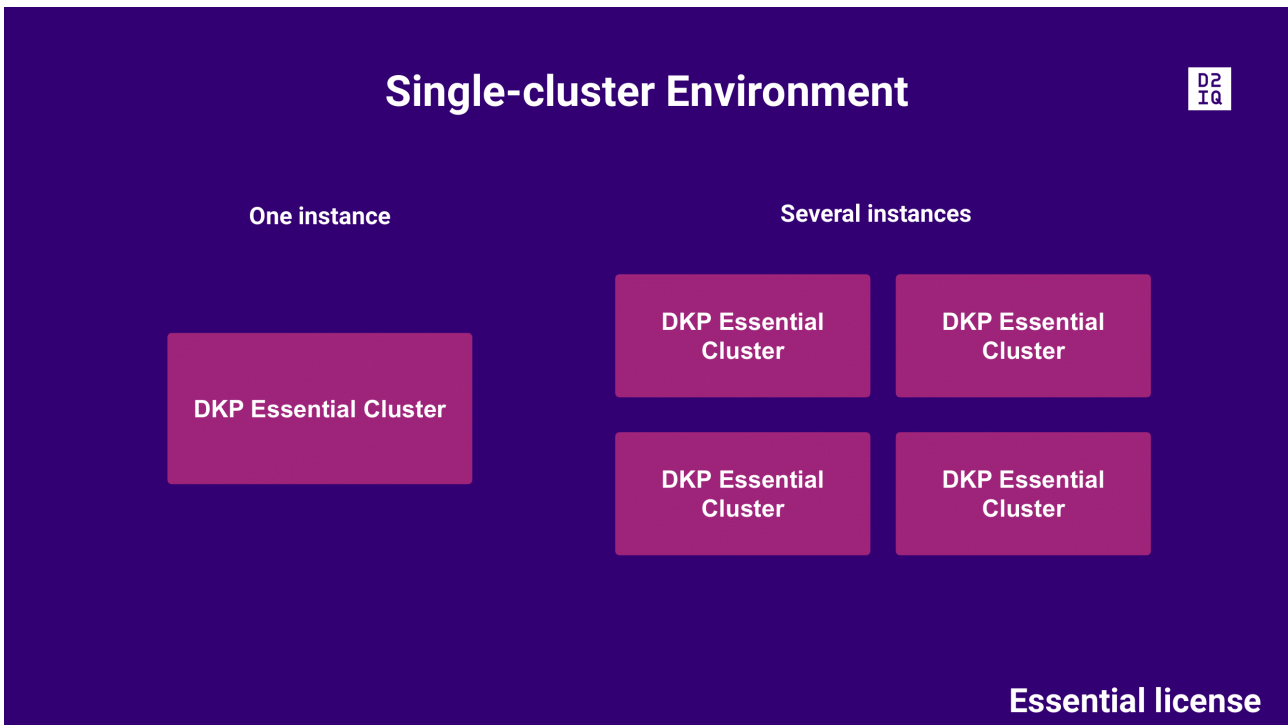 Single-cluster Environment
D2
IQ
One instance
Several instances
DKP Essential Cluster
DKP Essential
Cluster
DKP Essential
Cluster
DKP Essential
Cluster
DKP Essential
Cluster
Essential license